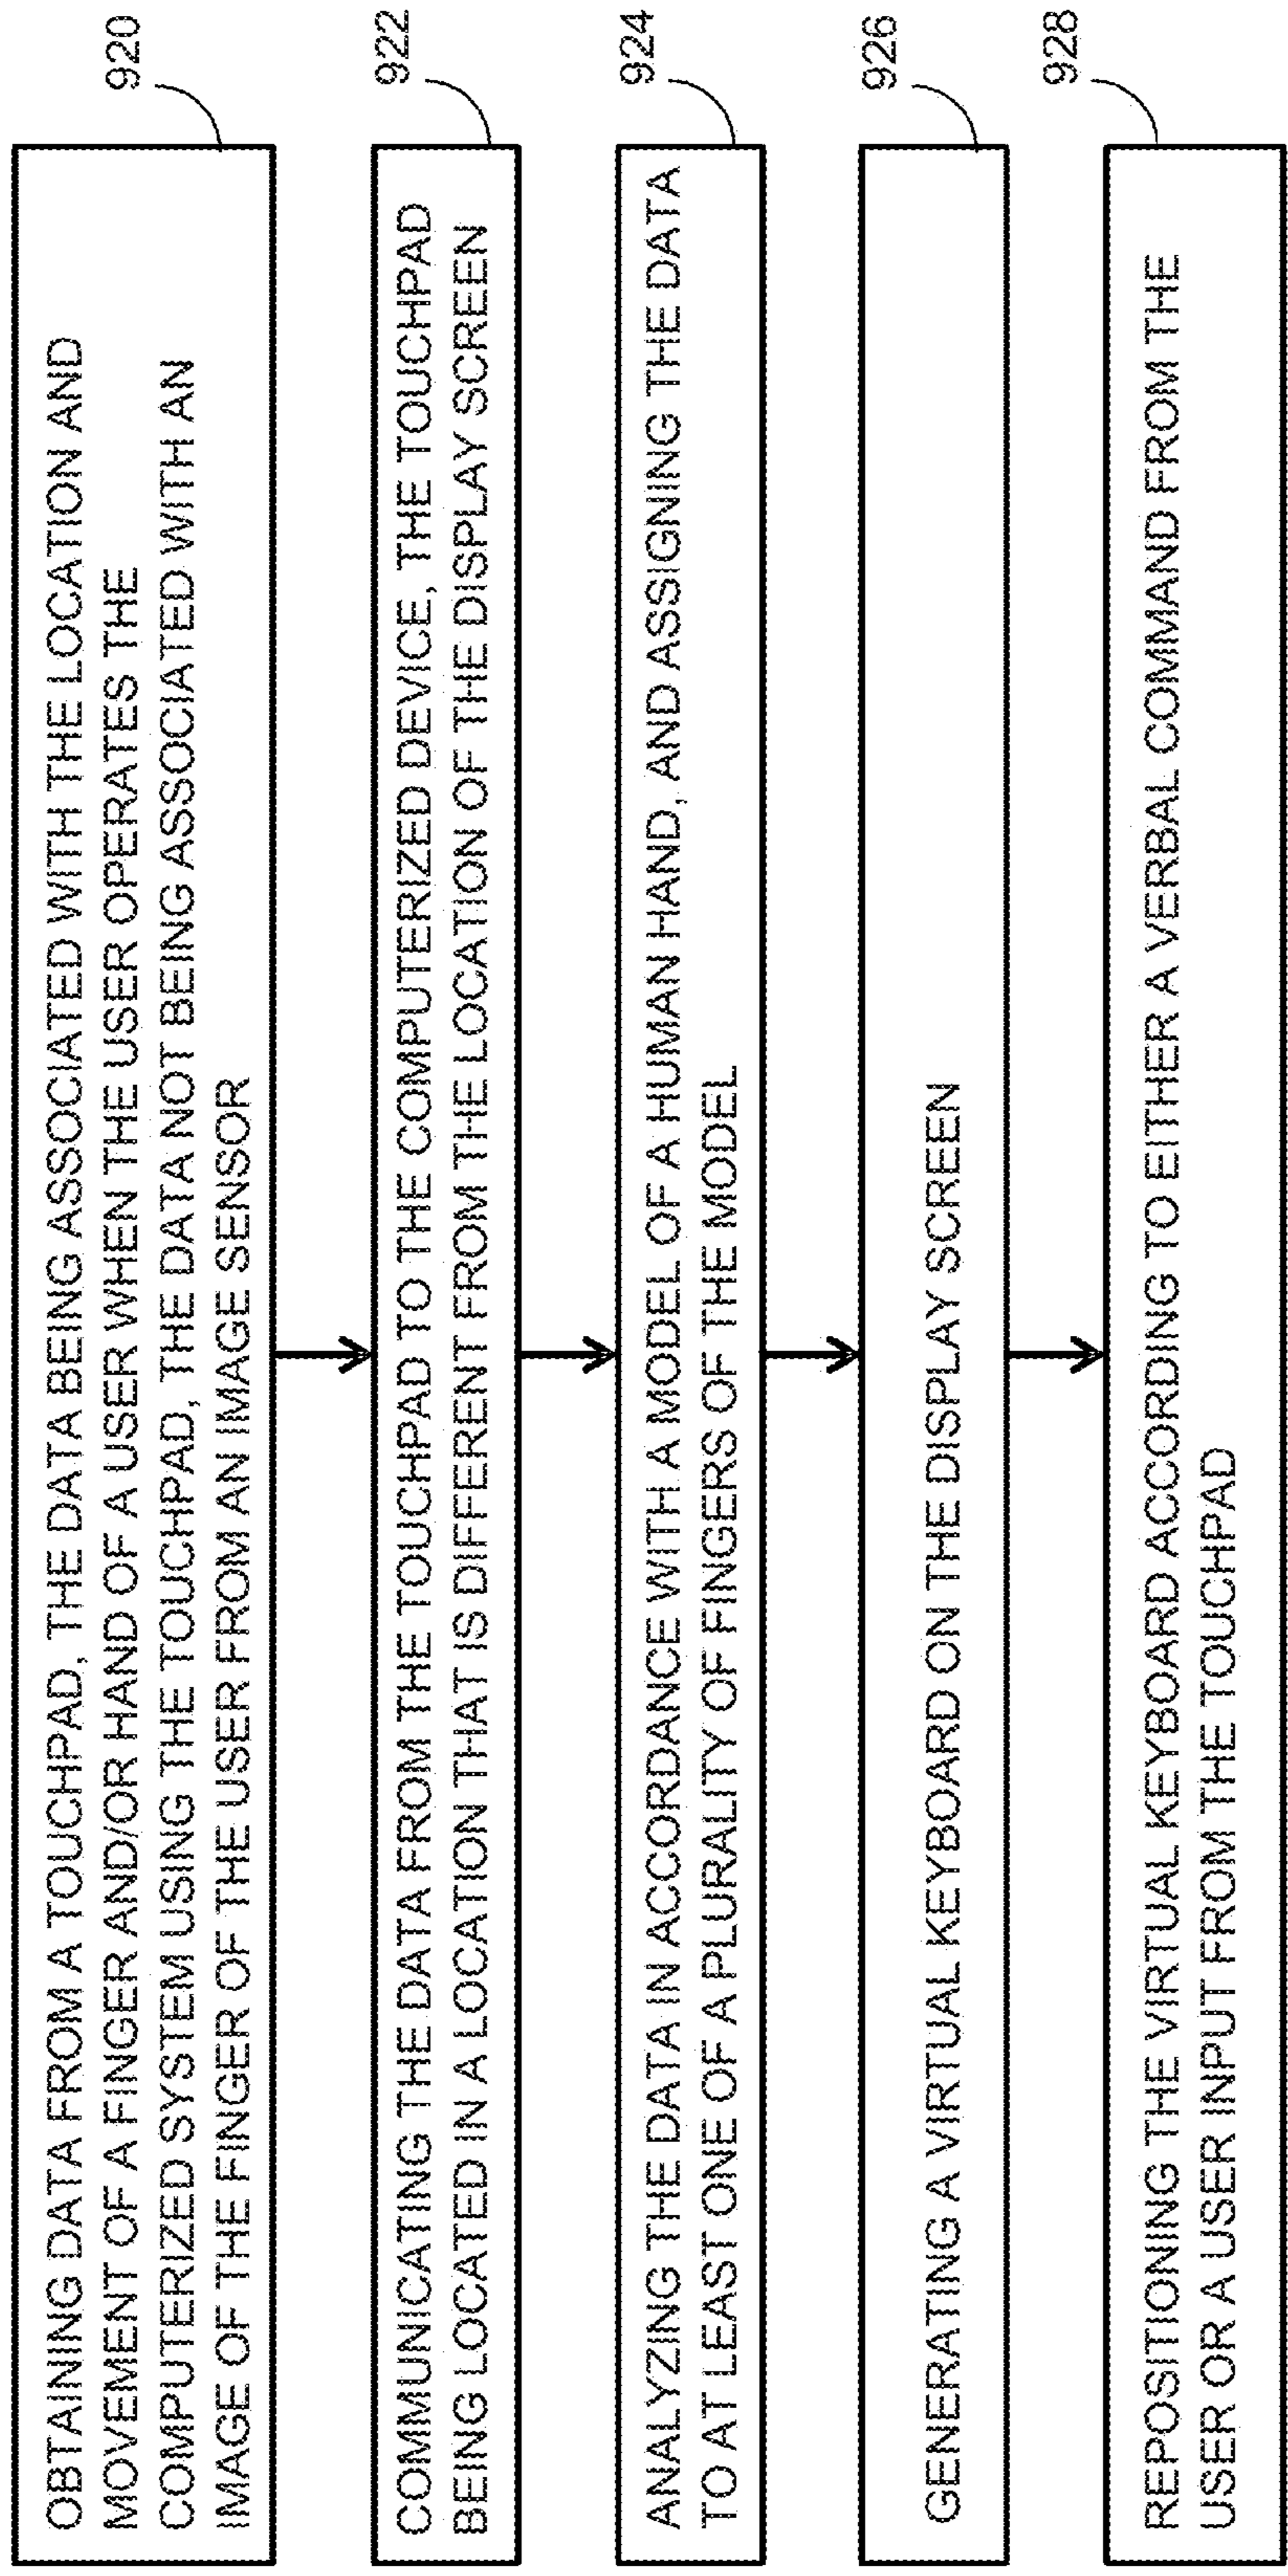 OBTAINING DATA FROM A TOUCHPAD, THE DATA BEING ASSOCIATED WITH THE LOCATION AND
MOVEMENT OF A FINGER AND/OR HAND OF A USER WHEN THE USER OPERATES THE
COMPUTERIZED SYSTEM USING THE TOUCHPAD, THE DATA NOT BEING ASSOCIATED WITH AN
IMAGE OF THE FINGER OF THE USER FROM AN IMAGE SENSOR
920
COMMUNICATING THE DATA FROM THE TOUCHPAD TO THE COMPUTERIZED DEVICE, THE TOUCHPAD
BEING LOCATED IN A LOCATION THAT IS DIFFERENT FROM THE LOCATION OF THE DISPLAY SCREEN
922
ANALYZING THE DATA IN ACCORDANCE WITH A MODEL OF A HUMAN HAND, AND ASSIGNING THE DATA
TO AT LEAST ONE OF A PLURALITY OF FINGERS OF THE MODEL
924
GENERATING A VIRTUAL KEYBOARD ON THE DISPLAY SCREEN
926
REPOSITIONING THE VIRTUAL KEYBOARD ACCORDING TO EITHER A VERBAL COMMAND FROM THE
USER OR A USER INPUT FROM THE TOUCHPAD
928